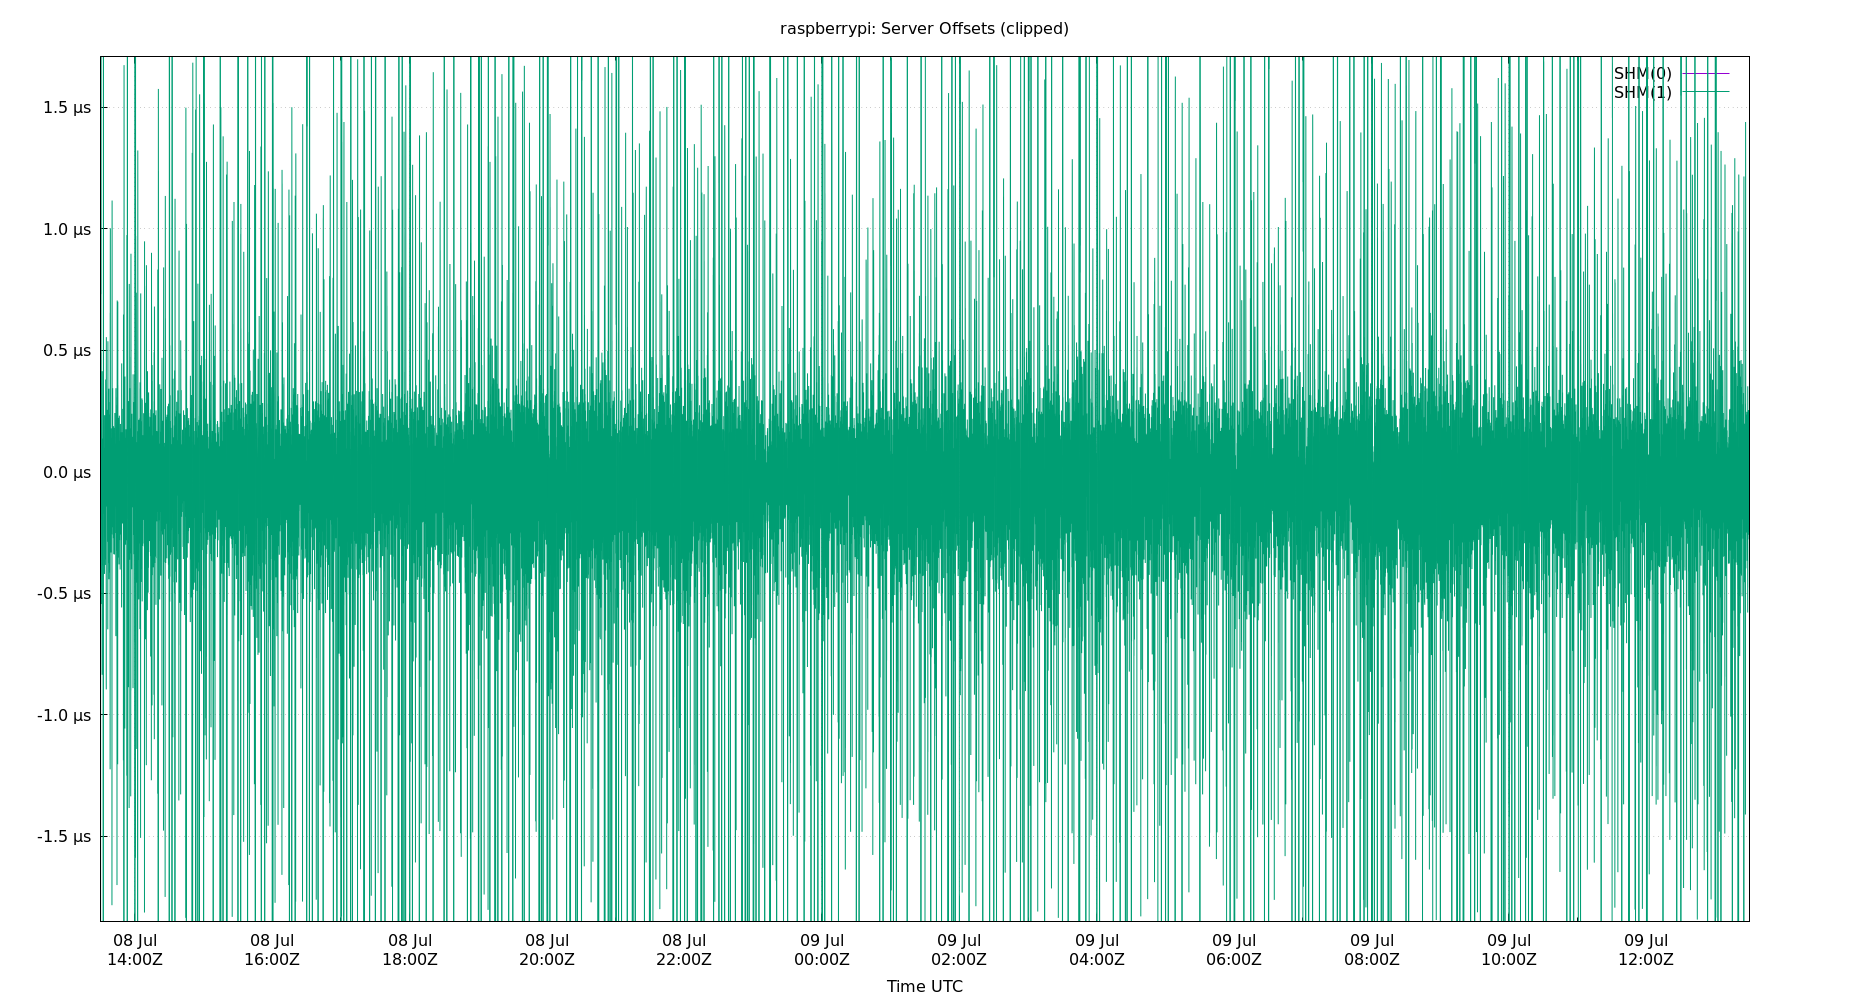 raspberrypi: Server Offsets (clipped)
SHM(0)
SHM(1)
1.5 µs
1.0 µs
0.5 µs
0.0 µs
-0.5 µs
-1.0 µs
-1.5 µs
08 Jul 08 Jul 08 Jul 08 Jul 08 Jul 09 Jul 09 Jul 09 Jul 09 Jul 09 Jul 09 Jul 09 Jul
14:00Z 16:00Z 18:00Z 20:00Z 22:00Z 00:00Z 02:00Z 04:00Z 06:00Z 08:00Z 10:00Z 12:00Z
Time UTC